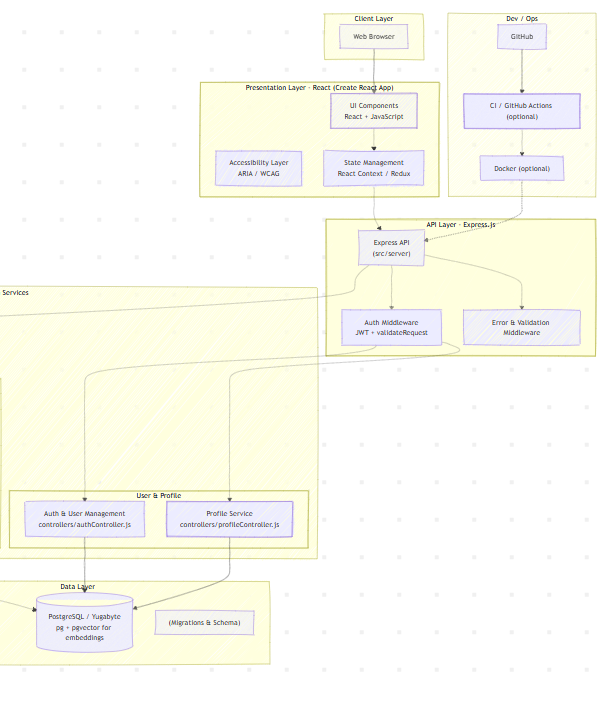 Client Layer
Web Browser
Dev / Ops
GitHub
CI / GitHub Actions
(optional)
Docker (optional)
Presentation Layer - React (Create React App)
UI Components
React + JavaScript
Accessibility Layer
ARIA / WCAG
State Management
React Context / Redux
API Layer - Express.js
Express API
(src/server)
Auth Middleware
JWT + validateRequest
Error & Validation
Middleware
Services
User & Profile
Auth & User Management
controllers/authController.js
Profile Service
controllers/profileController.js
Data Layer
PostgreSQL / Yugabyte
pg + pgvector for
embeddings
(Migrations & Schema)